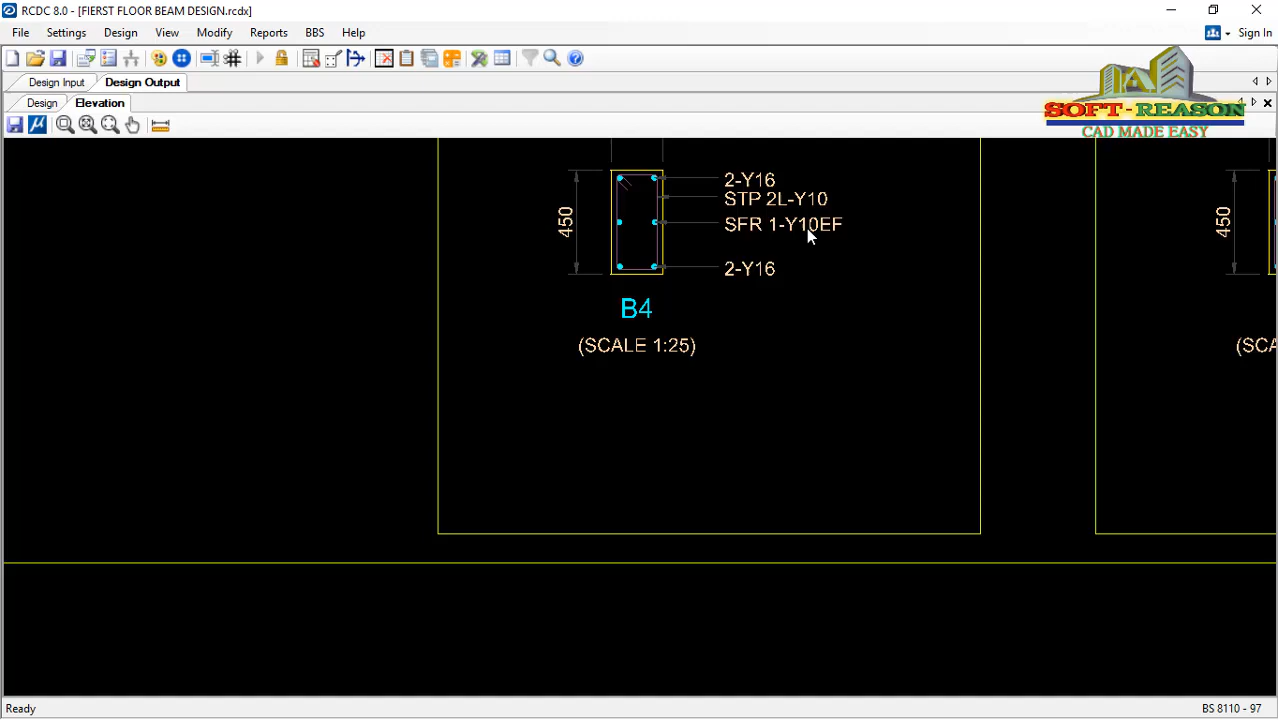 RCDC 8.0 - [FIERST FLOOR BEAM DESIGN.rcdx]
File Settings Design View Modify Reports BBS Help
Sign In
Design Input Design Output
Design Elevation
SOFT-REASON
CAD MADE EASY
2-Y16
STP 2L-Y10
450
SFR 1-Y10EF
2-Y16
B4
(SCALE 1:25)
450
(SCA
Ready
BS 8110 - 97